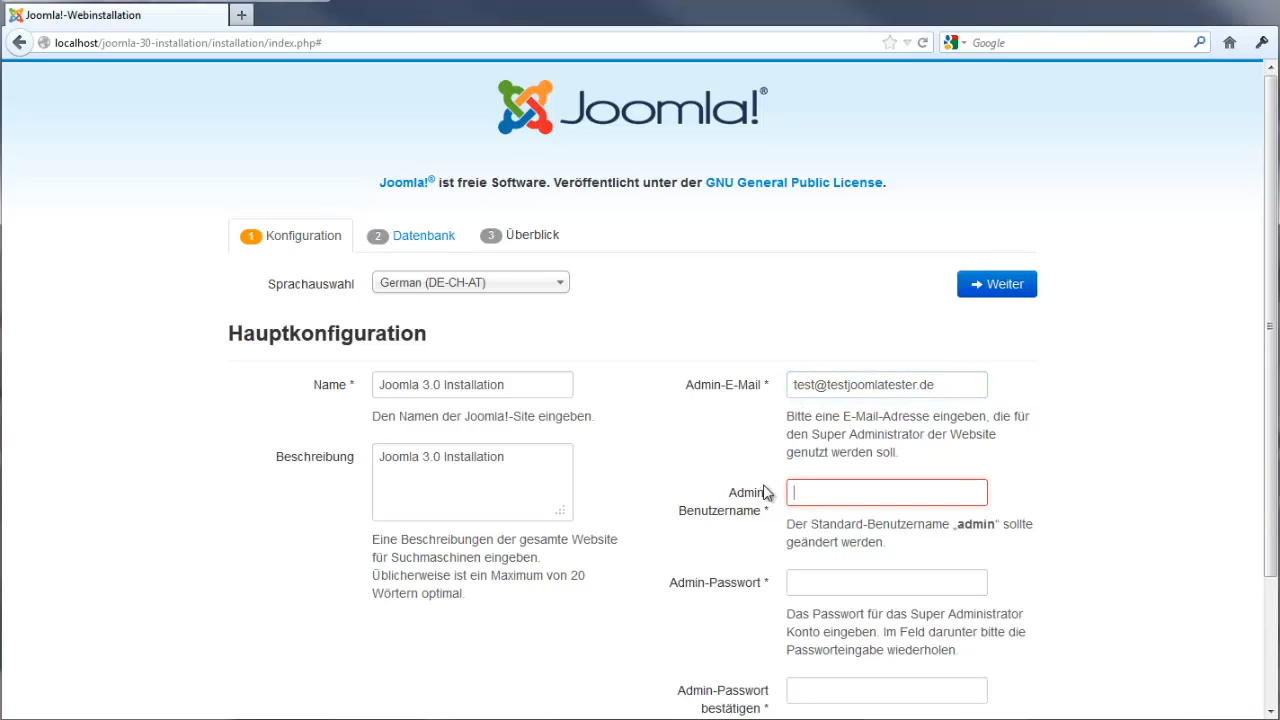 Joomla!-Webinstallation
localhost/joomla-30-installation/installation/index.php#
Google
Joomla!®
Joomla!® ist freie Software. Veröffentlicht unter der GNU General Public License.
1 Konfiguration
2 Datenbank
3 Überblick
Sprachauswahl
German (DE-CH-AT)
Weiter
Hauptkonfiguration
Name *
Joomla 3.0 Installation
Den Namen der Joomla!-Site eingeben.
Beschreibung
Joomla 3.0 Installation
Eine Beschreibungen der gesamte Website
für Suchmaschinen eingeben.
Üblicherweise ist ein Maximum von 20
Wörtern optimal.
Admin-E-Mail *
test@testjoomlatester.de
Bitte eine E-Mail-Adresse eingeben, die für
den Super Administrator der Website
genutzt werden soll.
Admin
Benutzername *
Der Standard-Benutzername „admin“ sollte
geändert werden.
Admin-Passwort *
Das Passwort für das Super Administrator
Konto eingeben. Im Feld darunter bitte die
Passworteingabe wiederholen.
Admin-Passwort
bestätigen *